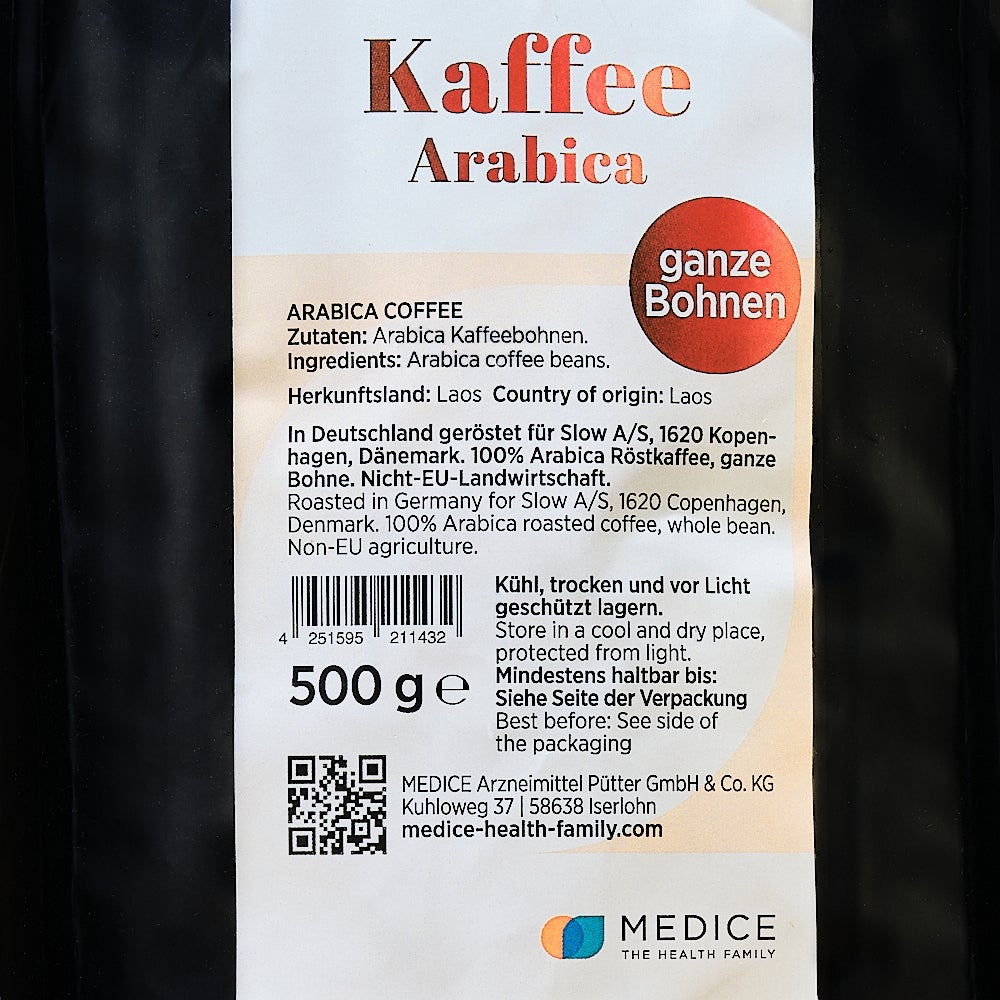 Kaffee
Arabica
ganze
Bohnen
ARABICA COFFEE
Zutaten: Arabica Kaffeebohnen.
Ingredients: Arabica coffee beans.
Herkunftsland: Laos Country of origin: Laos
In Deutschland geröstet für Slow A/S, 1620 Kopen-
hagen, Dänemark. 100% Arabica Röstkaffee, ganze
Bohne. Nicht-EU-Landwirtschaft.
Roasted in Germany for Slow A/S, 1620 Copenhagen,
Denmark. 100% Arabica roasted coffee, whole bean.
Non-EU agriculture.
4 251595 211432
500 g ℮
Kühl, trocken und vor Licht
geschützt lagern.
Store in a cool and dry place,
protected from light.
Mindestens haltbar bis:
Siehe Seite der Verpackung
Best before: See side of
the packaging
MEDICE Arzneimittel Pütter GmbH & Co. KG
Kuhloweg 37 | 58638 Iserlohn
medice-health-family.com
MEDICE
THE HEALTH FAMILY